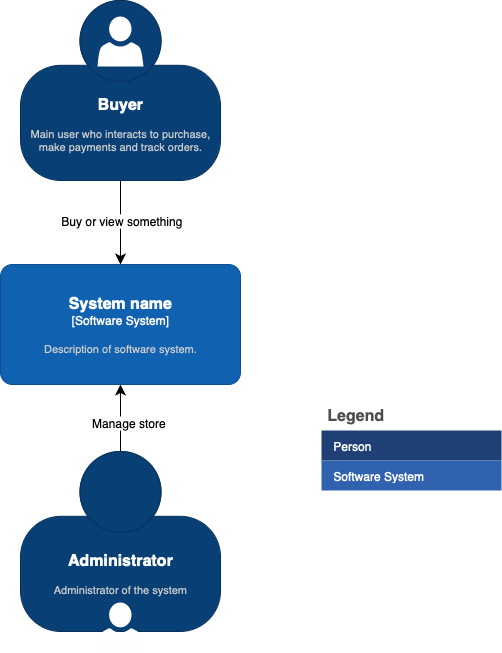 Buyer
Main user who interacts to purchase,
make payments and track orders.
Buy or view something
System name
[Software System]
Description of software system.
Manage store
Administrator
Administrator of the system
Legend
Person
Software System